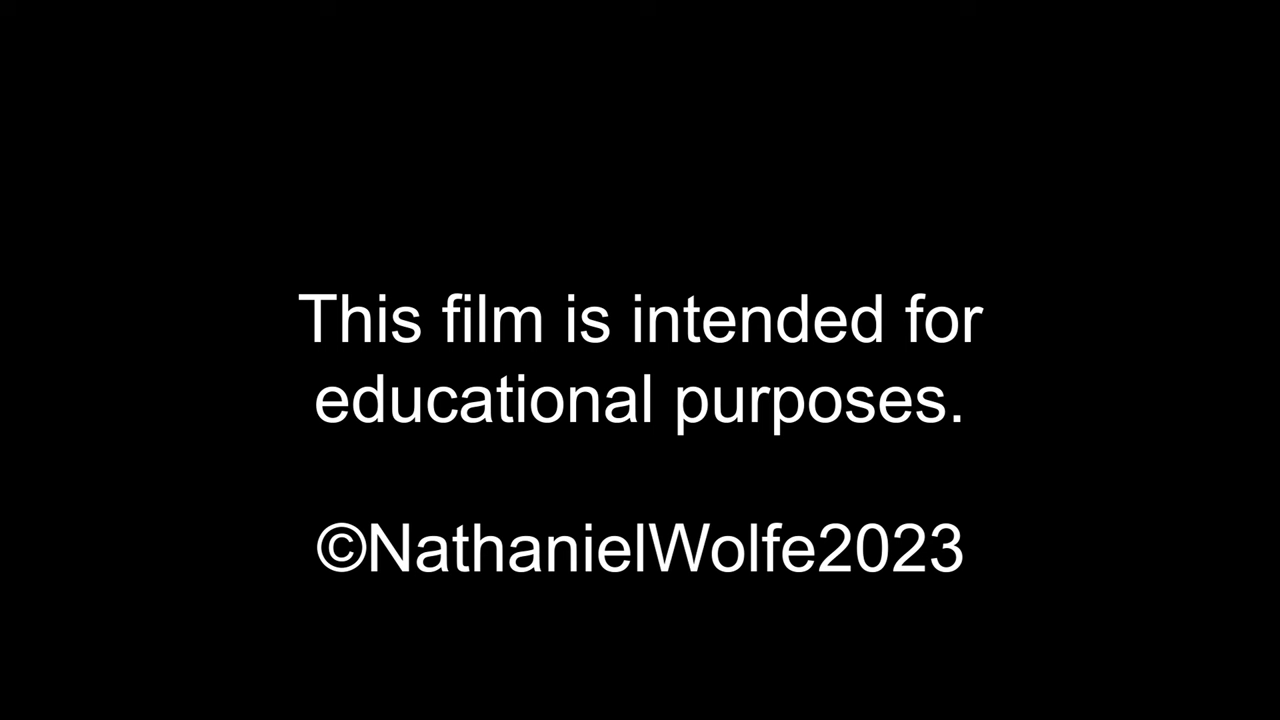 This film is intended for
educational purposes.
©NathanielWolfe2023